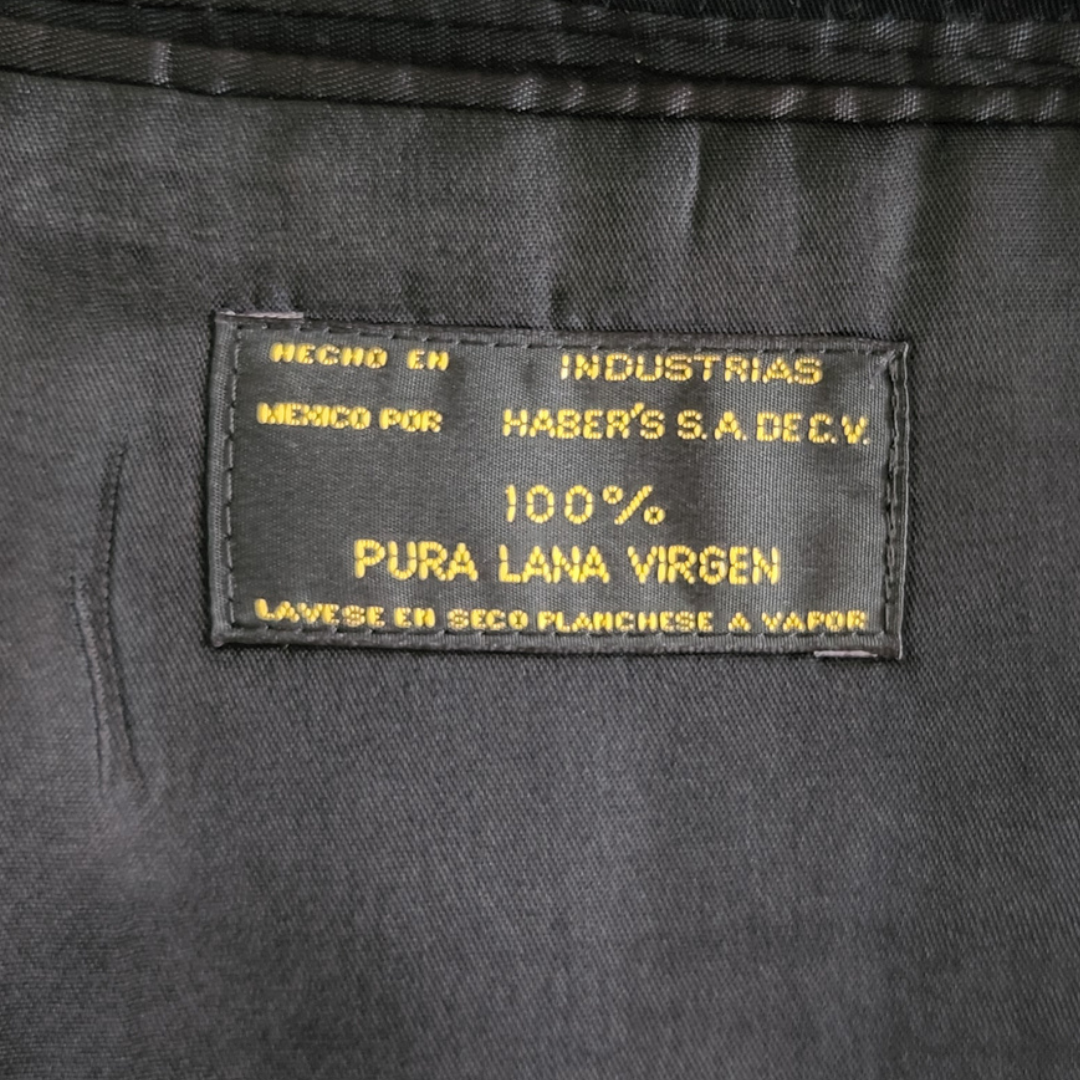 HECHO EN INDUSTRIAS
MEXICO POR HABER'S S.A. DE C.V.
100%
PURA LANA VIRGEN
LAVESE EN SECO PLANCHESE A VAPOR